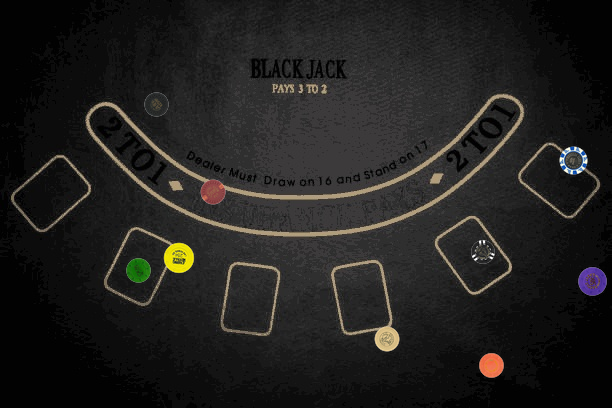 BLACK JACK
PAYS 3 TO 2
Dealer Must Draw on 16 and Stand on 17
2 TO 1
2 TO 1